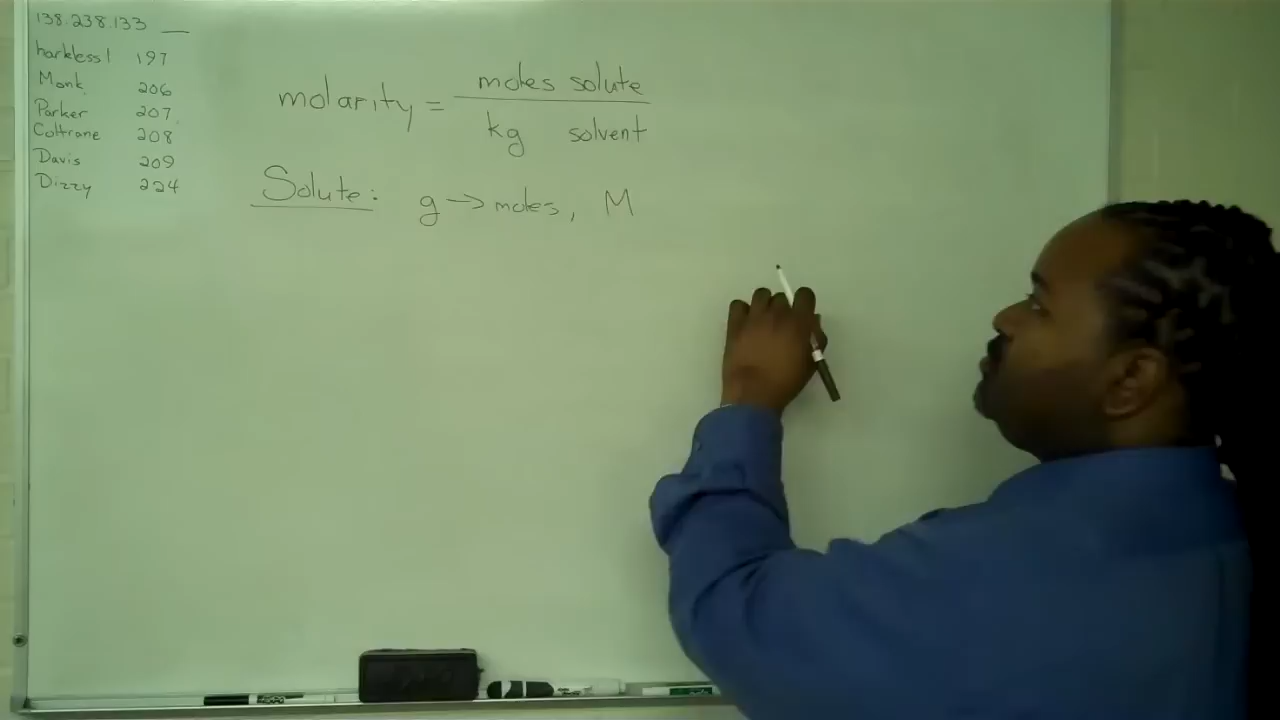 138.238.133 __
harkless1 197
Monk 206
Parker 207
Coltrane 208
Davis 209
Dizzy 224
molarity = moles solute
kg solvent
Solute: g → moles, M